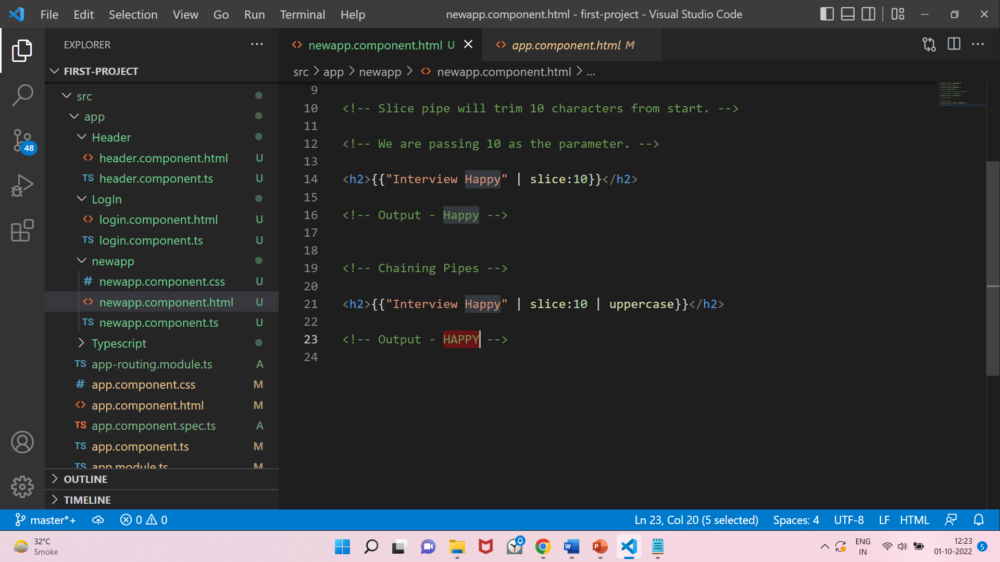 File Edit Selection View Go Run Terminal Help newapp.component.html - first-project - Visual Studio Code
EXPLORER
FIRST-PROJECT
src
app
Header
header.component.html U
TS header.component.ts U
LogIn
login.component.html U
TS login.component.ts U
newapp
# newapp.component.css U
newapp.component.html U
TS newapp.component.ts U
Typescript
TS app-routing.module.ts A
# app.component.css M
app.component.html M
TS app.component.spec.ts A
TS app.component.ts M
TS app.module.ts M
OUTLINE
TIMELINE
48
newapp.component.html U app.component.html M
src > app > newapp > newapp.component.html > ...
9
10 <!-- Slice pipe will trim 10 characters from start. -->
11
12 <!-- We are passing 10 as the parameter. -->
13
14 <h2>{{"Interview Happy" | slice:10}}</h2>
15
16 <!-- Output - Happy -->
17
18
19 <!-- Chaining Pipes -->
20
21 <h2>{{"Interview Happy" | slice:10 | uppercase}}</h2>
22
23 <!-- Output - HAPPY -->
24
master*+ 0 0 Ln 23, Col 20 (5 selected) Spaces: 4 UTF-8 LF HTML
32°C
Smoke
W
P
ENG
IN
12:23
01-10-2022
5